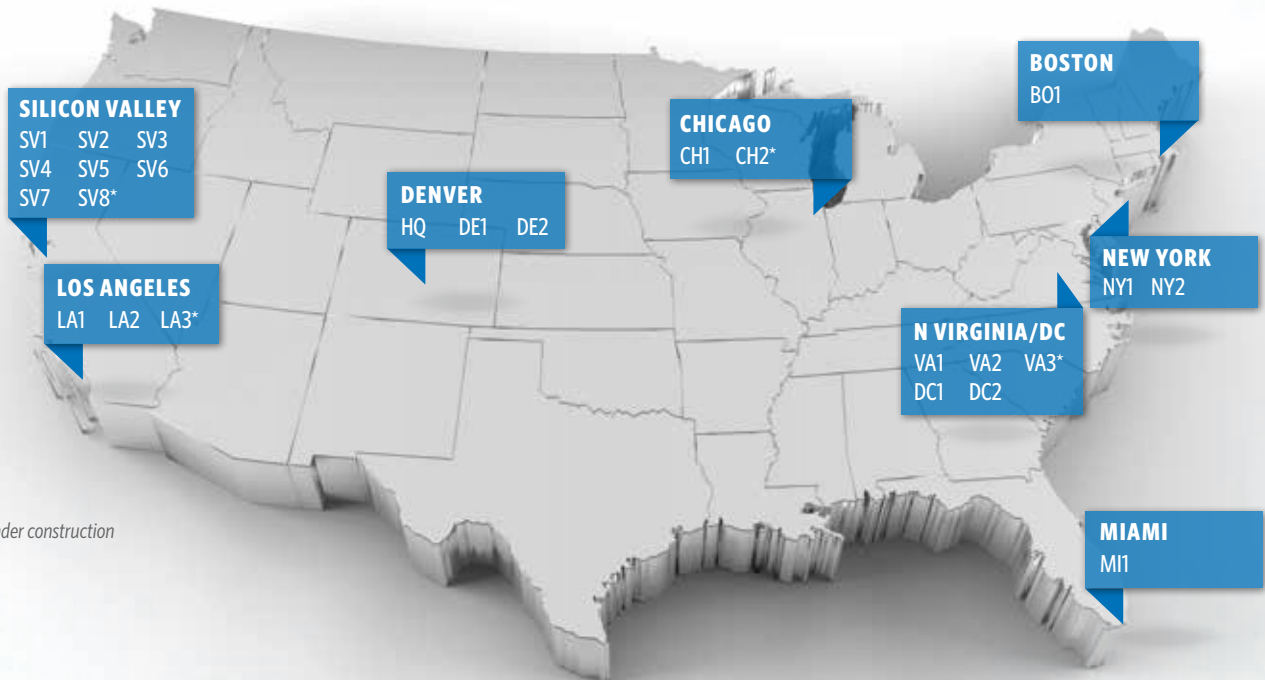 SILICON VALLEY
SV1 SV2 SV3
SV4 SV5 SV6
SV7 SV8*
LOS ANGELES
LA1 LA2 LA3*
DENVER
HQ DE1 DE2
CHICAGO
CH1 CH2*
BOSTON
BO1
NEW YORK
NY1 NY2
N VIRGINIA/DC
VA1 VA2 VA3*
DC1 DC2
MIAMI
MI1
construction